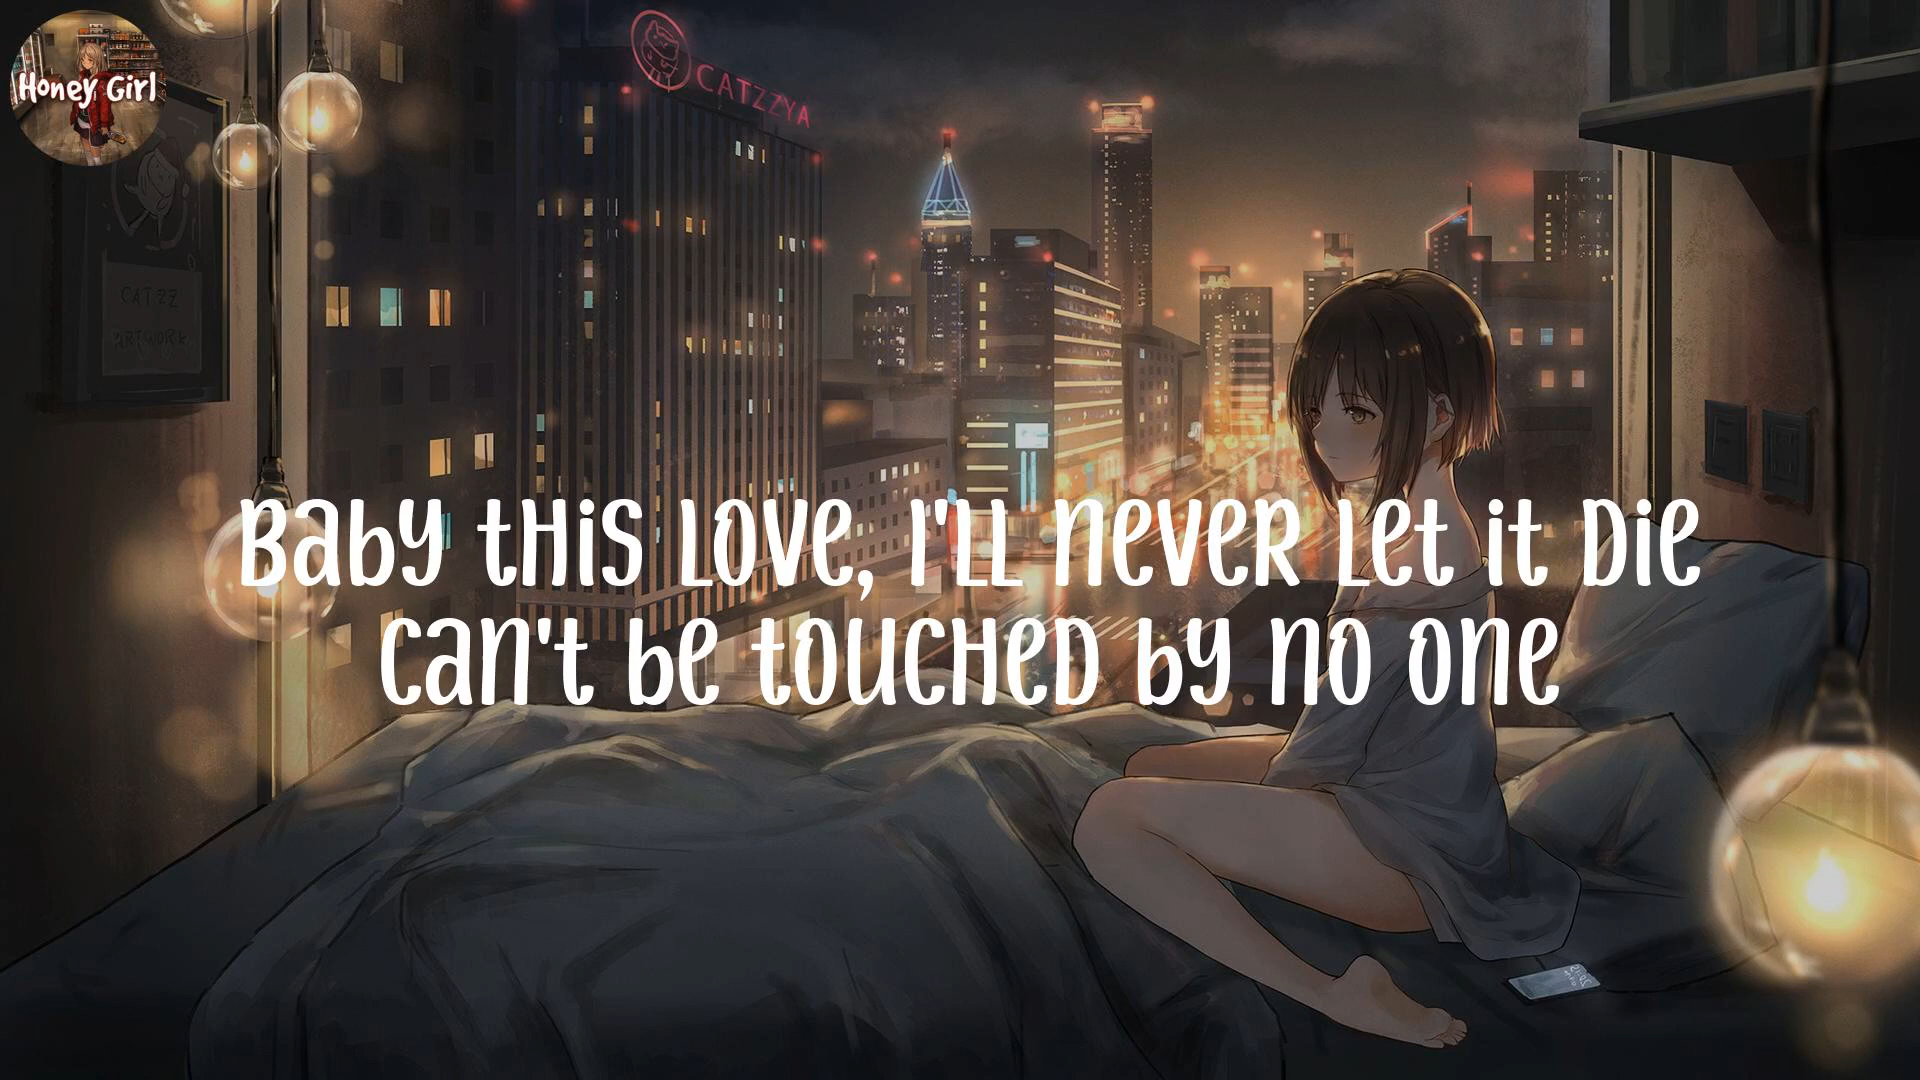 Honey Girl
CATZZYA
CATZZ
ARTWORK
Baby this love, I'll never let it die
Can't be touched by no one